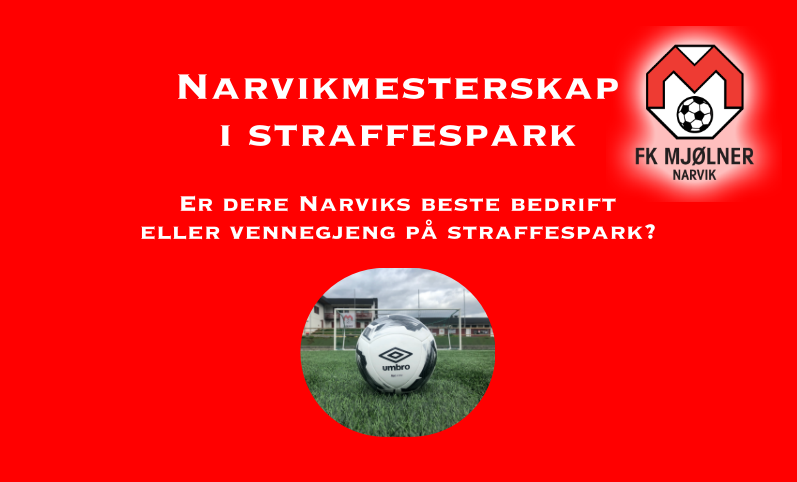 Narvikmesterskap
i straffespark
FK MJØLNER
NARVIK
Er dere Narviks beste bedrift
eller vennegjeng på straffespark?
umbro